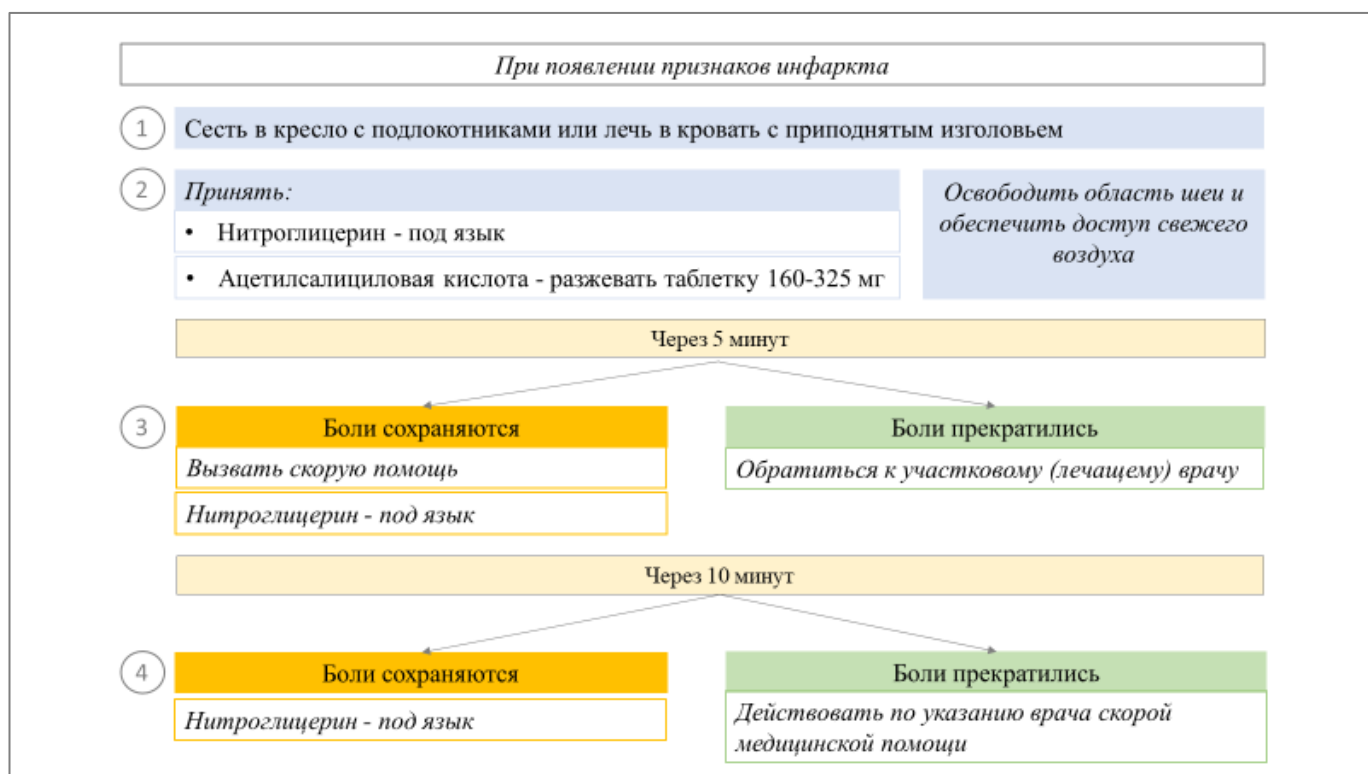 При появлении признаков инфаркта
1
Сесть в кресло с подлокотниками или лечь в кровать с приподнятым изголовьем
2
Принять:
• Нитроглицерин - под язык
• Ацетилсалициловая кислота - разжевать таблетку 160-325 мг
Освободить область шеи и
обеспечить доступ свежего
воздуха
Через 5 минут
3
Боли сохраняются
Вызвать скорую помощь
Нитроглицерин - под язык
Боли прекратились
Обратиться к участковому (лечащему) врачу
Через 10 минут
4
Боли сохраняются
Нитроглицерин - под язык
Боли прекратились
Действовать по указанию врача скорой
медицинской помощи